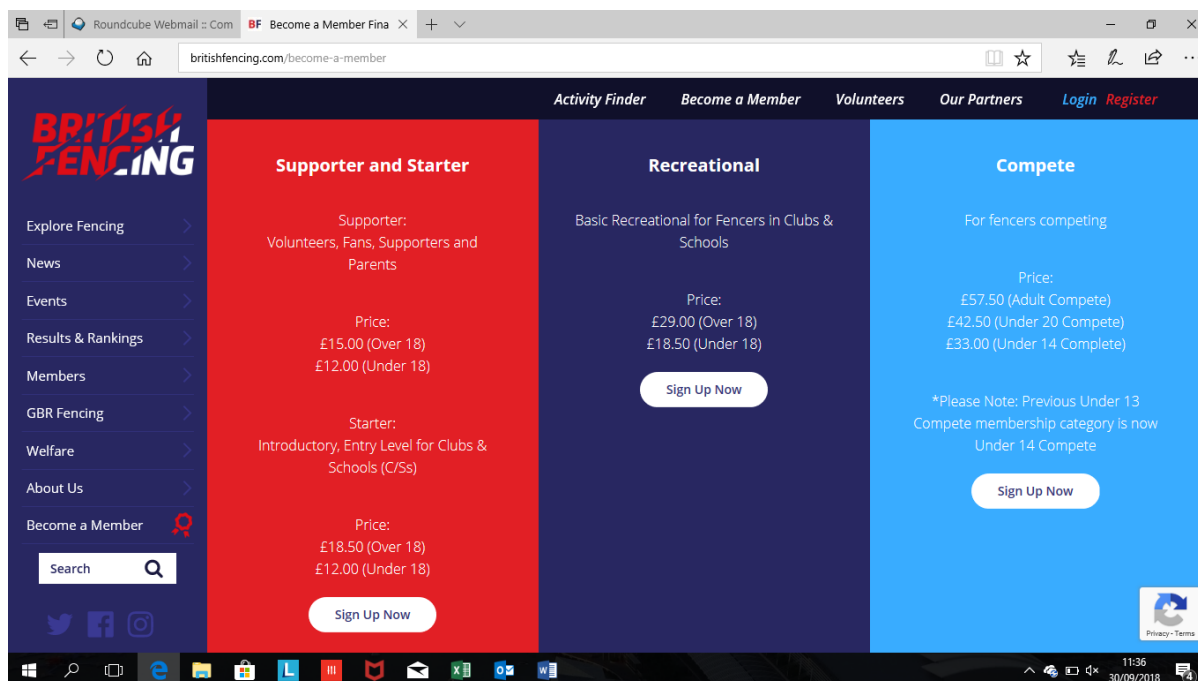 Roundcube Webmail :: Com
BF Become a Member Fina
britishfencing.com/become-a-member
Activity Finder Become a Member Volunteers Our Partners Login Register
BRITISH
FENCING
Explore Fencing
News
Events
Results & Rankings
Members
GBR Fencing
Welfare
About Us
Become a Member
Search
Supporter and Starter
Supporter:
Volunteers, Fans, Supporters and
Parents
Price:
£15.00 (Over 18)
£12.00 (Under 18)
Starter:
Introductory, Entry Level for Clubs &
Schools (C/Ss)
Price:
£18.50 (Over 18)
£12.00 (Under 18)
Sign Up Now
Recreational
Basic Recreational for Fencers in Clubs &
Schools
Price:
£29.00 (Over 18)
£18.50 (Under 18)
Sign Up Now
Compete
For fencers competing
Price:
£57.50 (Adult Compete)
£42.50 (Under 20 Compete)
£33.00 (Under 14 Complete)
*Please Note: Previous Under 13
Compete membership category is now
Under 14 Compete
Sign Up Now
Privacy - Terms
11:36
30/09/2018